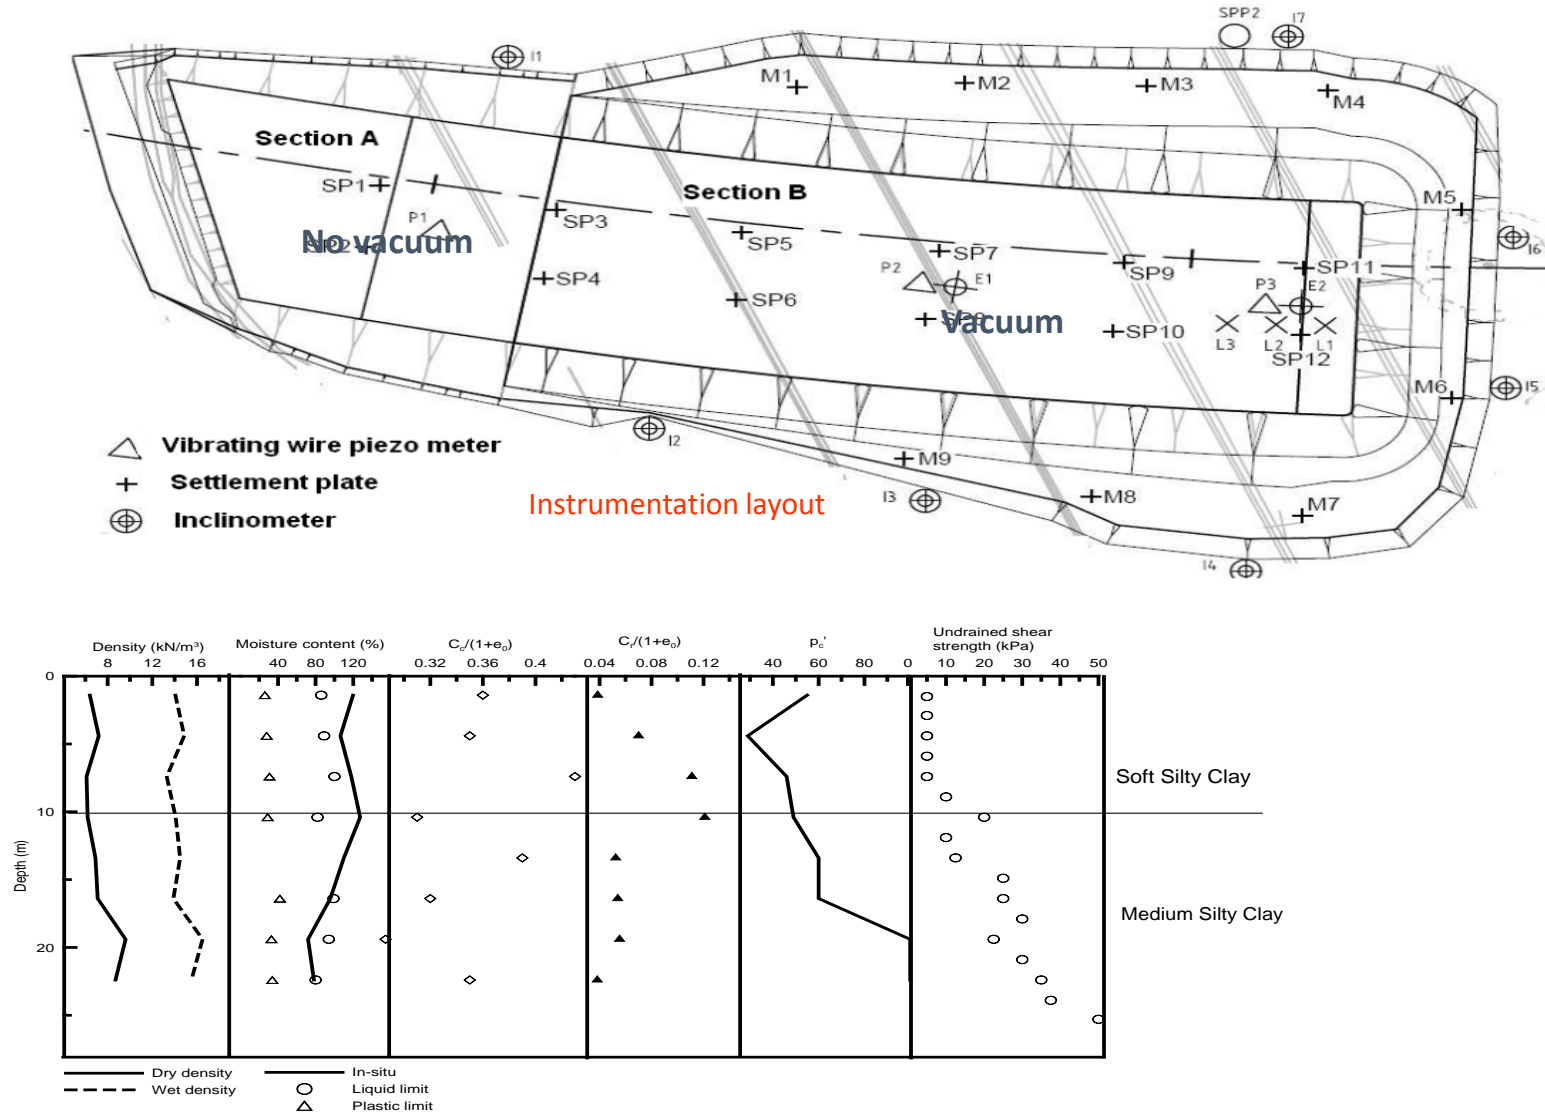 SPP2
I7
I1
M1
M2
M3
M4
Section A
SP1
Section B
M5
P1
SP3
No vacuum
SP2
SP5
SP7
I6
SP4
P2
E1
SP9
SP11
P3
E2
SP6
SP8
Vacuum
SP10
L3
L2
L1
SP12
M6
I5
Vibrating wire piezo meter
I2
M9
Settlement plate
Instrumentation layout
I3
M8
M7
Inclinometer
I4
Density (kN/m³)
8 12 16
Moisture content (%)
40 80 120
Cc/(1+e0)
0.32 0.36 0.4
Cr/(1+e0)
0.04 0.08 0.12
pc'
40 60 80
Undrained shear
strength (kPa)
0 10 20 30 40 50
0
10
20
Depth (m)
Soft Silty Clay
Medium Silty Clay
Dry density
Wet density
In-situ
Liquid limit
Plastic limit